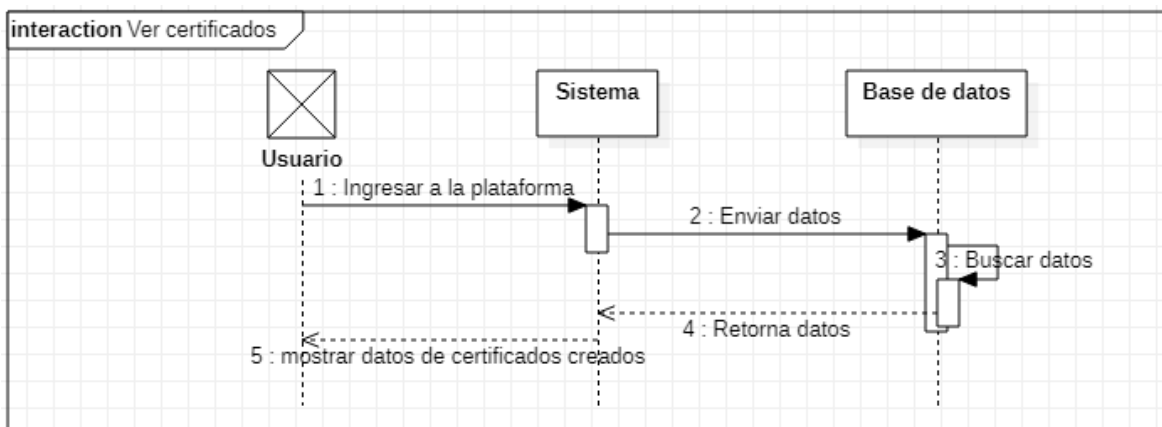 interaction Ver certificados
Sistema
Base de datos
Usuario
1 : Ingresar a la plataforma
2 : Enviar datos
3 : Buscar datos
4 : Retorna datos
5 : mostrar datos de certificados creados